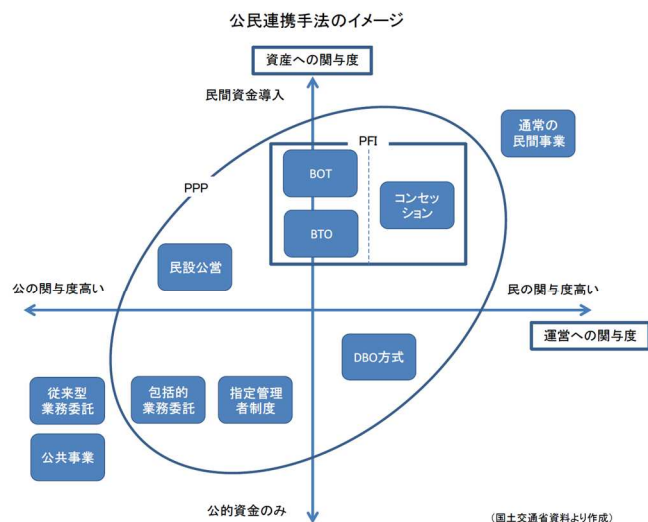 公民連携手法のイメージ
資産への関与度
民間資金導入
通常の
民間事業
PFI
BOT
PPP
コンセッ
ション
BTO
民設公営
公の関与度高い
民の関与度高い
運営への関与度
DBO方式
従来型
業務委託
包括的
業務委託
指定管理
者制度
公共事業
公的資金のみ
(国土交通省資料より作成)